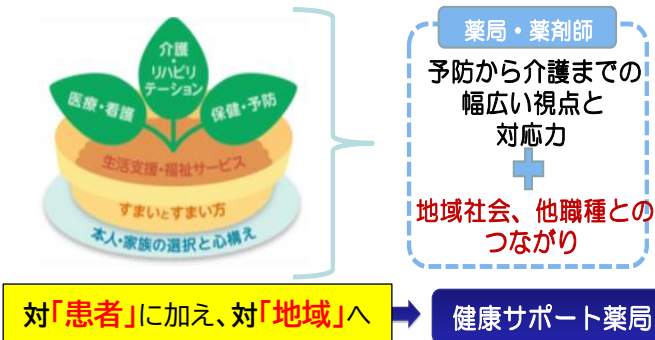 介護
・
リハビリ
テーション
医療・看護
保健・予防
生活支援・福祉サービス
すまいとすまい方
本人・家族の選択と心構え
薬局・薬剤師
予防から介護までの
幅広い視点と
対応力
地域社会、他職種との
つながり
対「患者」に加え、対「地域」へ
健康サポート薬局